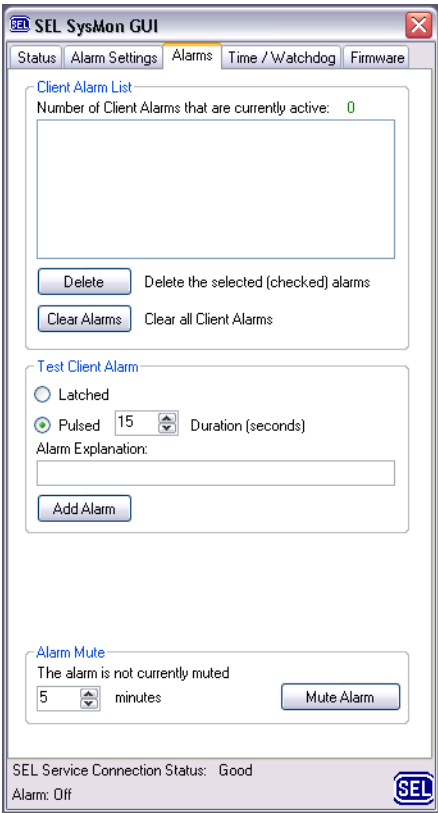 SEL SysMon GUI
Status Alarm Settings Alarms Time / Watchdog Firmware
Client Alarm List
Number of Client Alarms that are currently active: 0
Delete Delete the selected (checked) alarms
Clear Alarms Clear all Client Alarms
Test Client Alarm
Latched
Pulsed 15 Duration (seconds)
Alarm Explanation:
Add Alarm
Alarm Mute
The alarm is not currently muted
5 minutes Mute Alarm
SEL Service Connection Status: Good
Alarm: Off
SEL